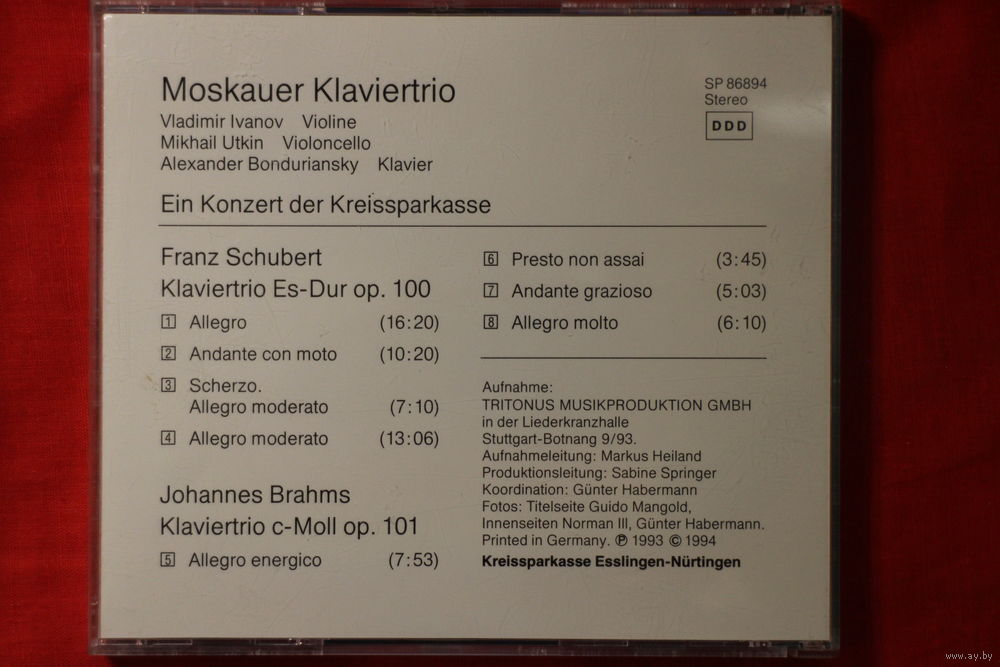 Moskauer Klaviertrio
Vladimir Ivanov Violine
Mikhail Utkin Violoncello
Alexander Bonduriansky Klavier
SP 86894
Stereo
DDD
Ein Konzert der Kreissparkasse
Franz Schubert
Klaviertrio Es-Dur op. 100
1 Allegro (16:20)
2 Andante con moto (10:20)
3 Scherzo.
Allegro moderato (7:10)
4 Allegro moderato (13:06)
Johannes Brahms
Klaviertrio c-Moll op. 101
5 Allegro energico (7:53)
6 Presto non assai (3:45)
7 Andante grazioso (5:03)
8 Allegro molto (6:10)
Aufnahme:
TRITONUS MUSIKPRODUKTION GMBH
in der Liederkranzhalle
Stuttgart-Botnang 9/93.
Aufnahmeleitung: Markus Heiland
Produktionsleitung: Sabine Springer
Koordination: Günter Habermann
Fotos: Titelseite Guido Mangold,
Innenseiten Norman III, Günter Habermann.
Printed in Germany. ℗ 1993 © 1994
Kreissparkasse Esslingen-Nürtingen
www.ay.by